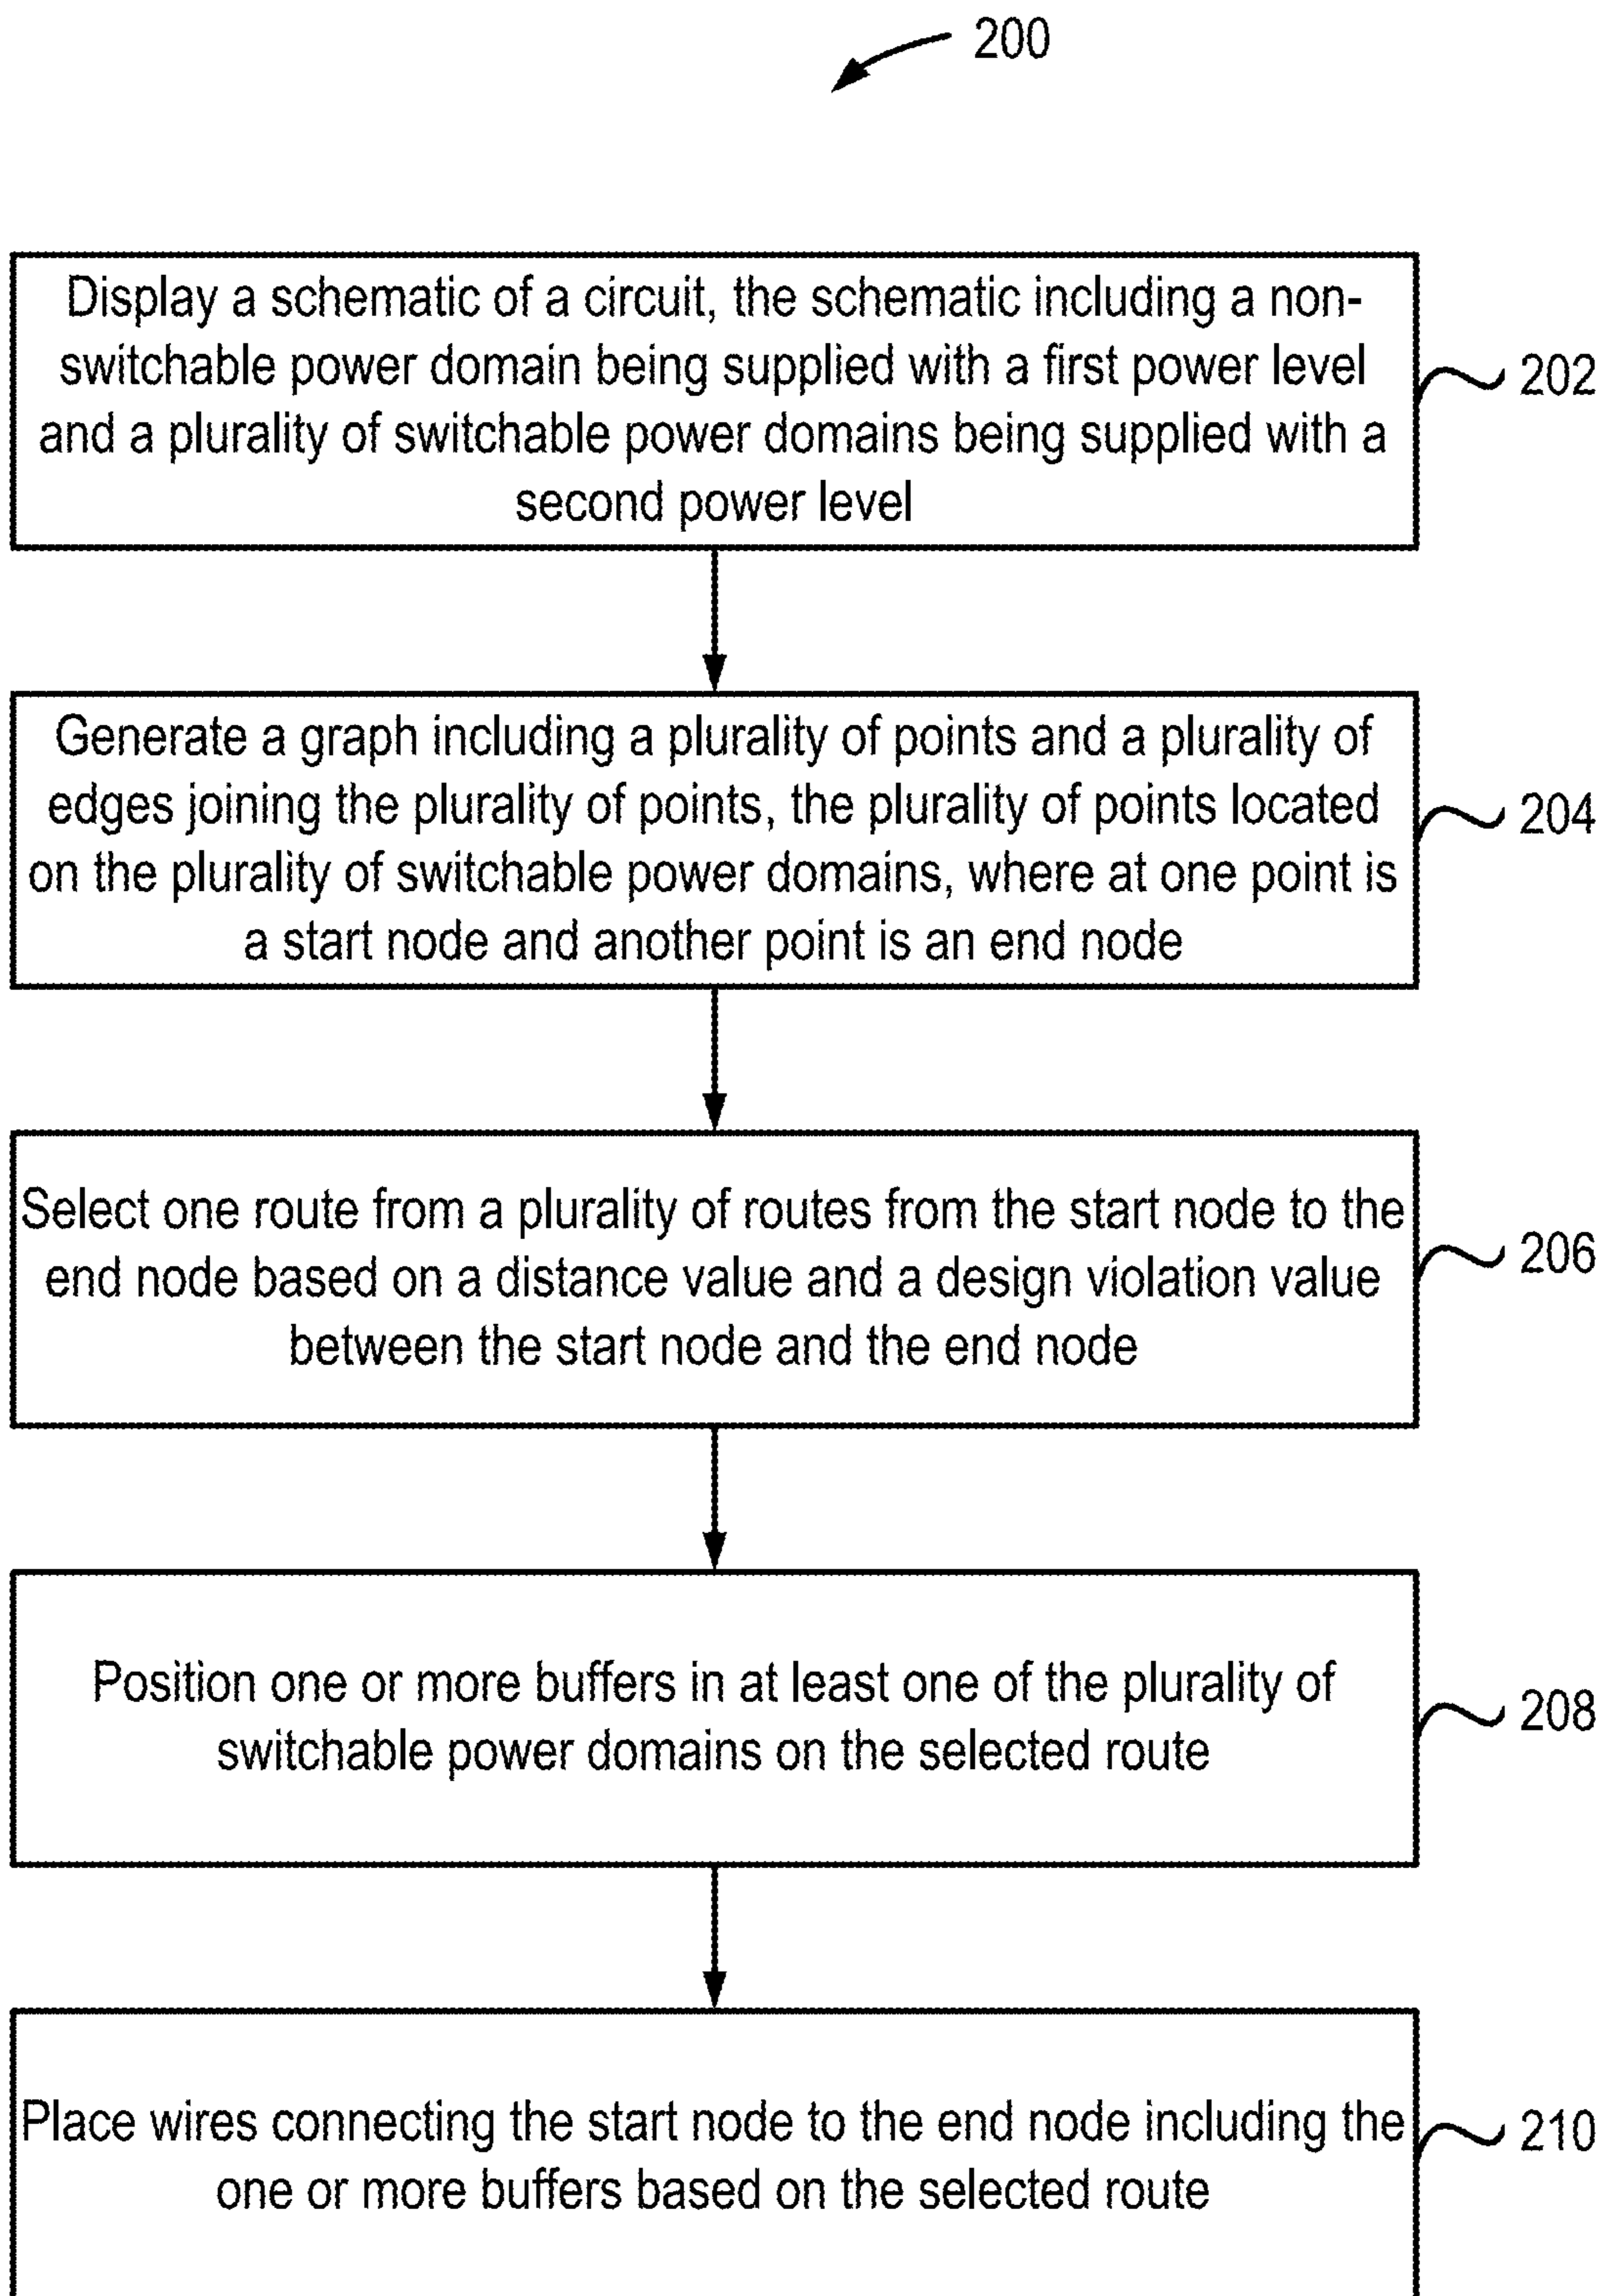 200
Display a schematic of a circuit, the schematic including a non-
switchable power domain being supplied with a first power level
and a plurality of switchable power domains being supplied with a
second power level
202
Generate a graph including a plurality of points and a plurality of
edges joining the plurality of points, the plurality of points located
on the plurality of switchable power domains, where at one point is
a start node and another point is an end node
204
Select one route from a plurality of routes from the start node to the
end node based on a distance value and a design violation value
between the start node and the end node
206
Position one or more buffers in at least one of the plurality of
switchable power domains on the selected route
208
Place wires connecting the start node to the end node including the
one or more buffers based on the selected route
210